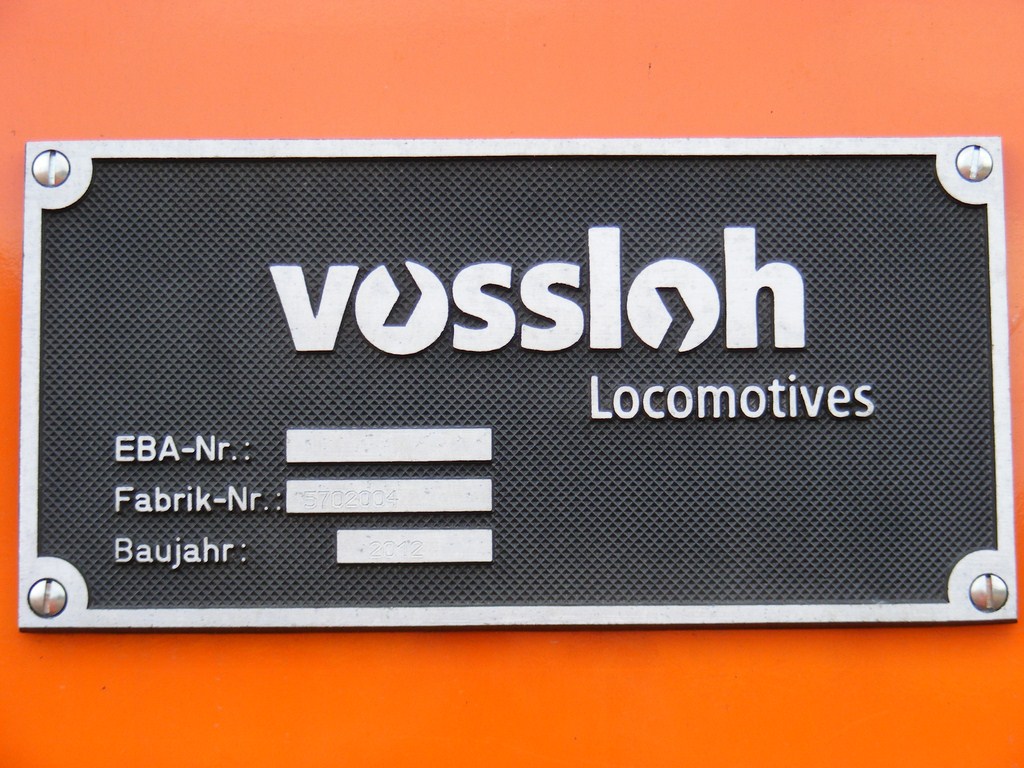 vossloh
Locomotives
EBA-Nr.:
Fabrik-Nr.: 5702004
Baujahr: 2012